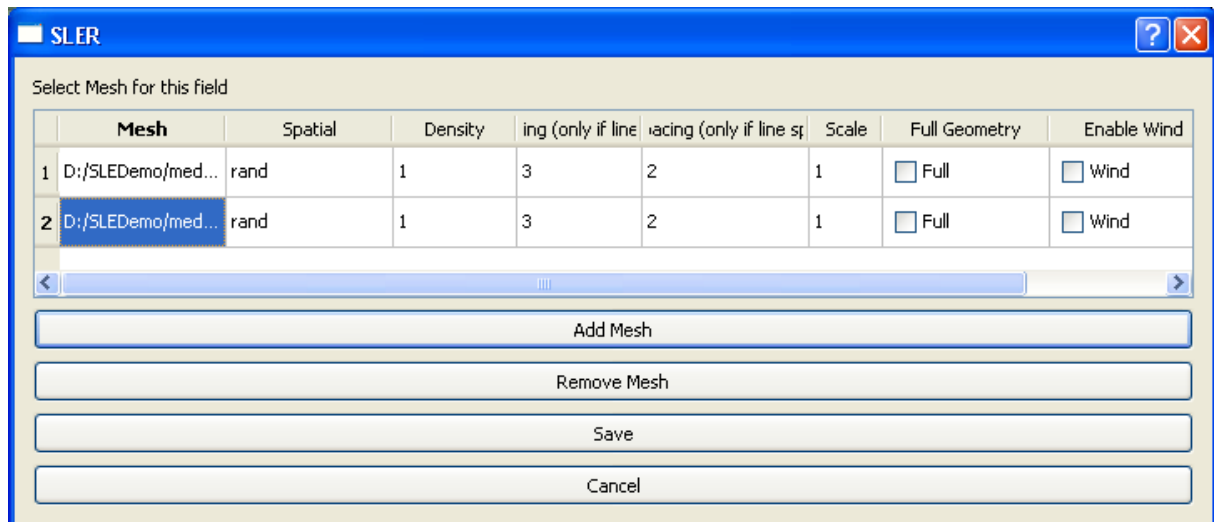 SLER
Select Mesh for this field
Mesh Spatial Density ing (only if line acing (only if line sp Scale Full Geometry Enable Wind
1 D:/SLEDemo/med... rand 1 3 2 1 Full Wind
2 D:/SLEDemo/med... rand 1 3 2 1 Full Wind
Add Mesh
Remove Mesh
Save
Cancel